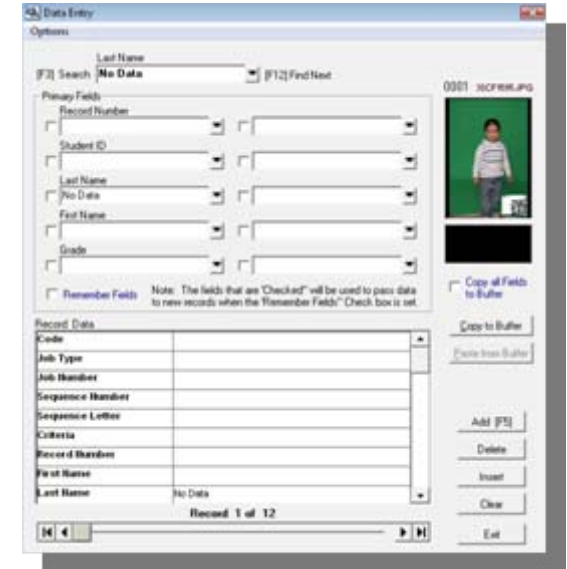 Data Entry
Options
Last Name
[F3] Search No Data [F12] Find Next
Primary Fields
Record Number
Student ID
Last Name
No Data
First Name
Grade
Remember Fields
Note: The fields that are "Checked" will be used to pass data
to new records when the "Remember Fields" Check box is set.
0001
Copy all Fields
to Buffer
Copy to Buffer
Paste from Buffer
Record Data
Code
Job Type
Job Number
Sequence Number
Sequence Letter
Criteria
Record Number
First Name
Last Name No Data
Record 1 of 12
Add [F5]
Delete
Insert
Clear
Exit